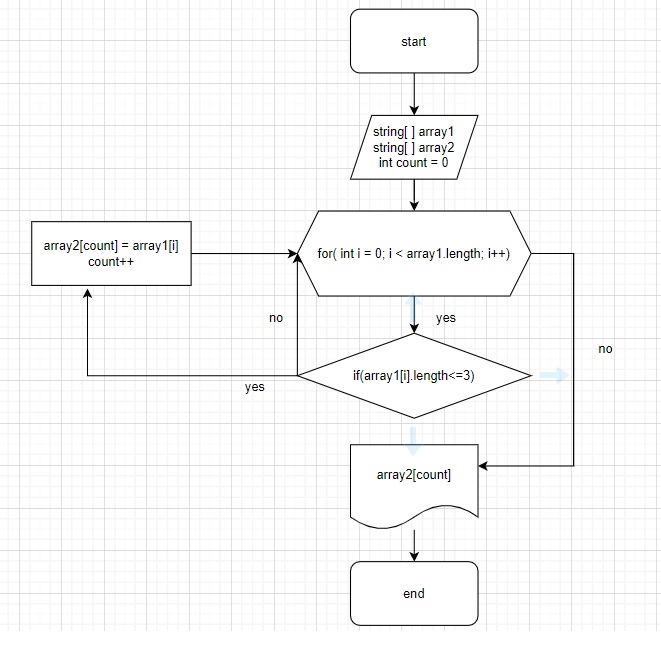 start
string[ ] array1
string[ ] array2
int count = 0
array2[count] = array1[i]
count++
for( int i = 0; i < array1.length; i++)
no
yes
no
if(array1[i].length<=3)
yes
array2[count]
end